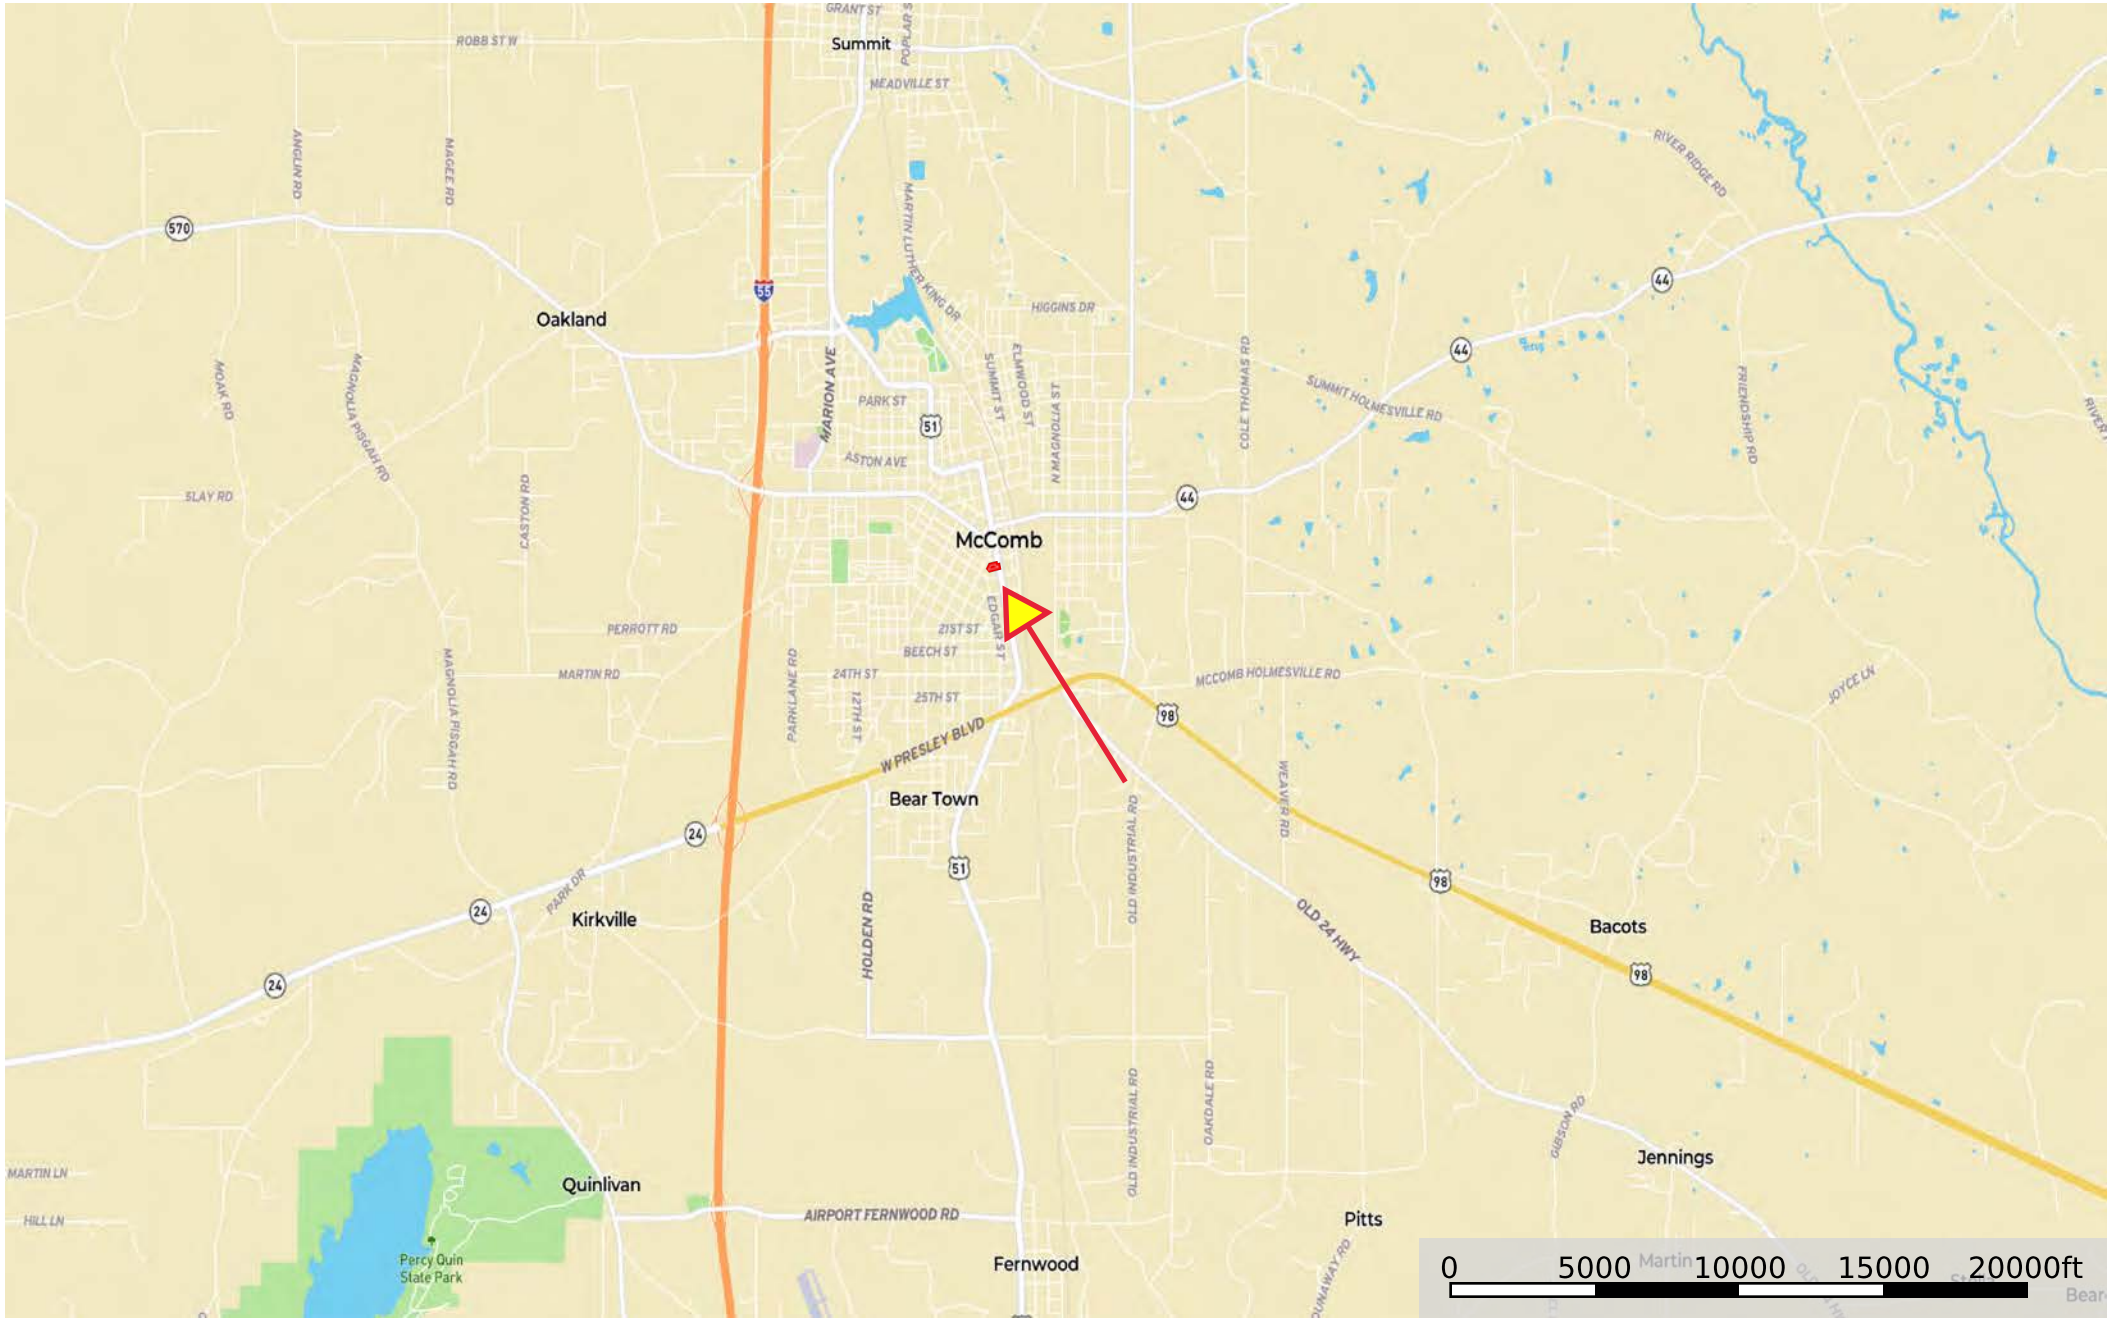 GRANT ST
POPLAR S
Summit
ROBB ST W
MEADVILLE ST
ANGLIN RD
MAGEE RD
RIVER RIDGE RD
MARTIN LUTHER KING DR
570
44
55
HIGGINS DR
Oakland
MOAK RD
MAGNOLIA PISGAH RD
MARION AVE
SUMMIT ST
ELMWOOD ST
N MAGNOLIA ST
COLE THOMAS RD
44
SUMMIT HOLMESVILLE RD
FRIENDSHIP RD
PARK ST
51
ASTON AVE
SLAY RD
CASTON RD
44
McComb
EDGAR ST
PERROTT RD
21ST ST
BEECH ST
MARTIN RD
24TH ST
25TH ST
12TH ST
PARKLANE RD
MAGNOLIA PISGAH RD
MCCOMB HOLMESVILLE RD
JOYCE LN
98
W PRESLEY BLVD
WEAVER RD
Bear Town
24
OLD INDUSTRIAL RD
51
98
PARK DR
24
Kirkville
HOLDEN RD
OLD 24 HWY
Bacots
24
98
OLD INDUSTRIAL RD
OAKDALE RD
GIBSON RD
MARTIN LN
Jennings
Quinlivan
HILL LN
AIRPORT FERNWOOD RD
Pitts
Percy Quin
State Park
Fernwood
DUNAWAY RD
Martin
0 5000 10000 15000 20000ft
Bear